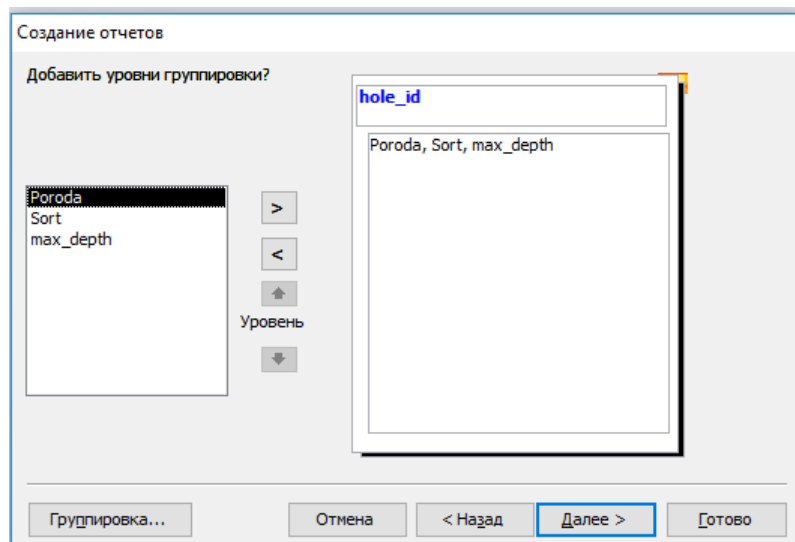 Создание отчетов
Добавить уровни группировки?
hole_id
Poroda, Sort, max_depth
Poroda
Sort
max_depth
>
<
Уровень
Группировка...
Отмена
< Назад
Далее >
Готово